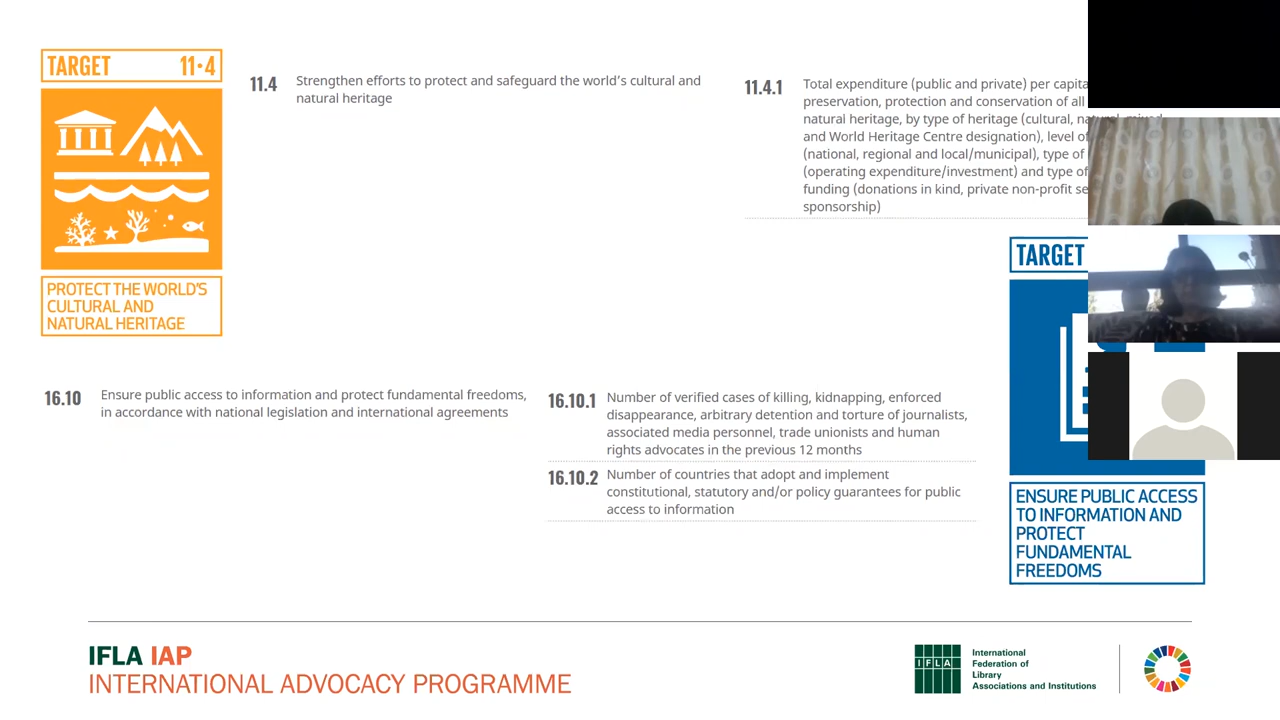 TARGET 11·4
PROTECT THE WORLD'S
CULTURAL AND
NATURAL HERITAGE
11.4 Strengthen efforts to protect and safeguard the world's cultural and
natural heritage
11.4.1 Total expenditure (public and private) per capita
preservation, protection and conservation of all
natural heritage, by type of heritage (cultural, natural, mixed
and World Heritage Centre designation), level of
(national, regional and local/municipal), type of
(operating expenditure/investment) and type of
funding (donations in kind, private non-profit
sponsorship)
16.10 Ensure public access to information and protect fundamental freedoms,
in accordance with national legislation and international agreements
16.10.1 Number of verified cases of killing, kidnapping, enforced
disappearance, arbitrary detention and torture of journalists,
associated media personnel, trade unionists and human
rights advocates in the previous 12 months
16.10.2 Number of countries that adopt and implement
constitutional, statutory and/or policy guarantees for public
access to information
TARGET
ENSURE PUBLIC ACCESS
TO INFORMATION AND
PROTECT
FUNDAMENTAL
FREEDOMS
IFLA IAP
INTERNATIONAL ADVOCACY PROGRAMME
IFLA
International
Federation of
Library
Associations and Institutions